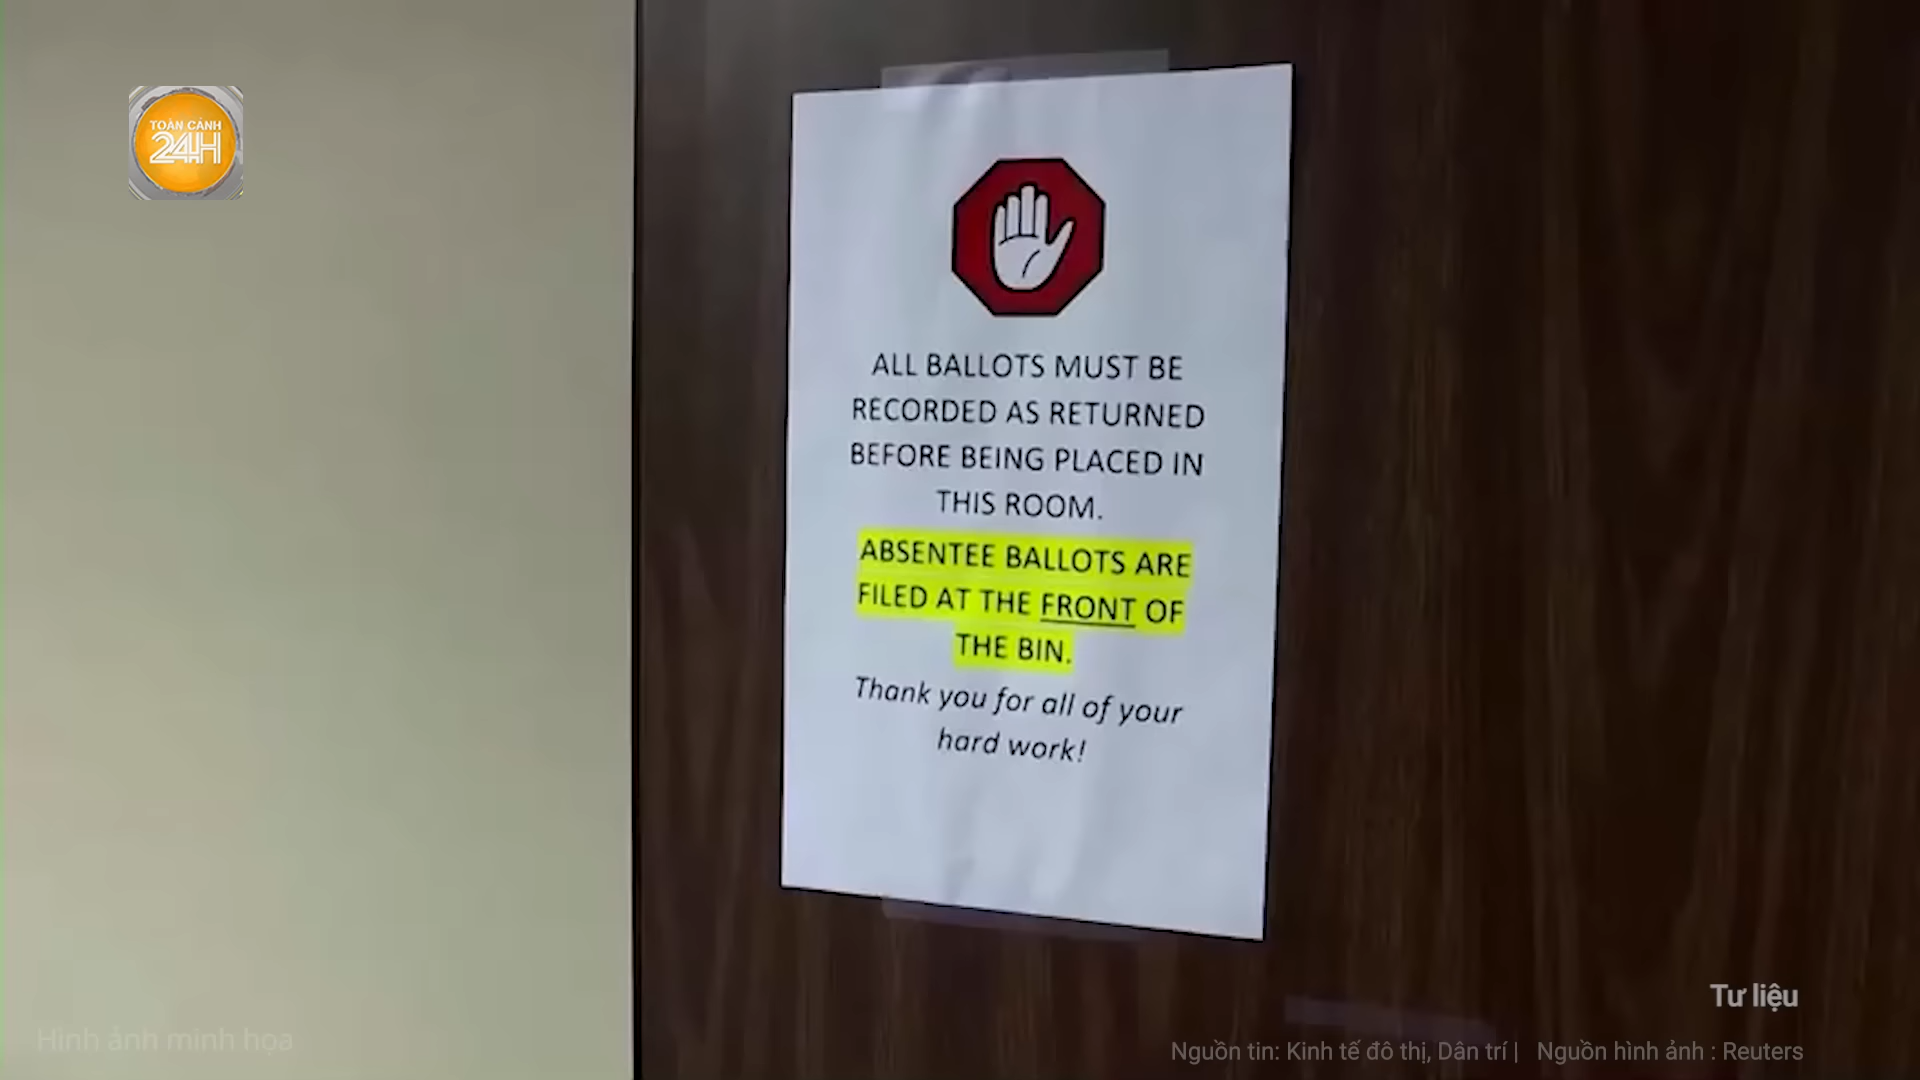 TOÀN CẢNH
24H
ALL BALLOTS MUST BE
RECORDED AS RETURNED
BEFORE BEING PLACED IN
THIS ROOM.
ABSENTEE BALLOTS ARE
FILED AT THE FRONT OF
THE BIN.
Thank you for all of your
hard work!
Tư liệu
Hình ảnh minh họa
Nguồn tin: Kinh tế đô thị, Dân trí | Nguồn hình ảnh : Reuters